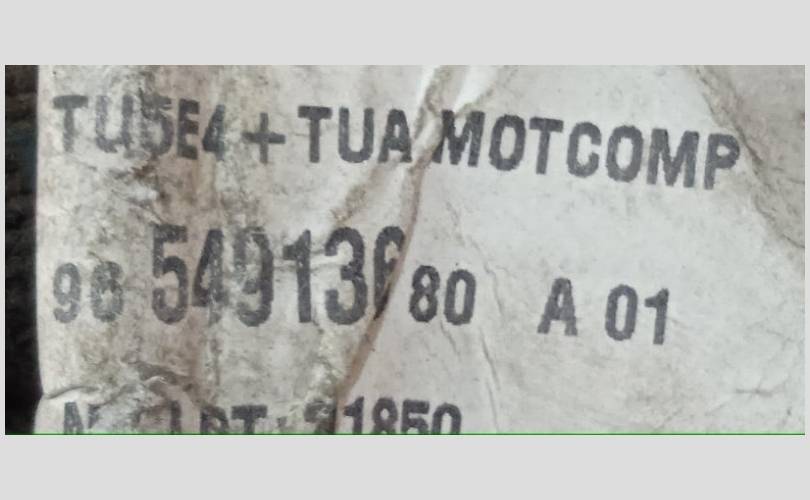 TU5E4 + TUA MOTCOMP
96 549136 80 A 01